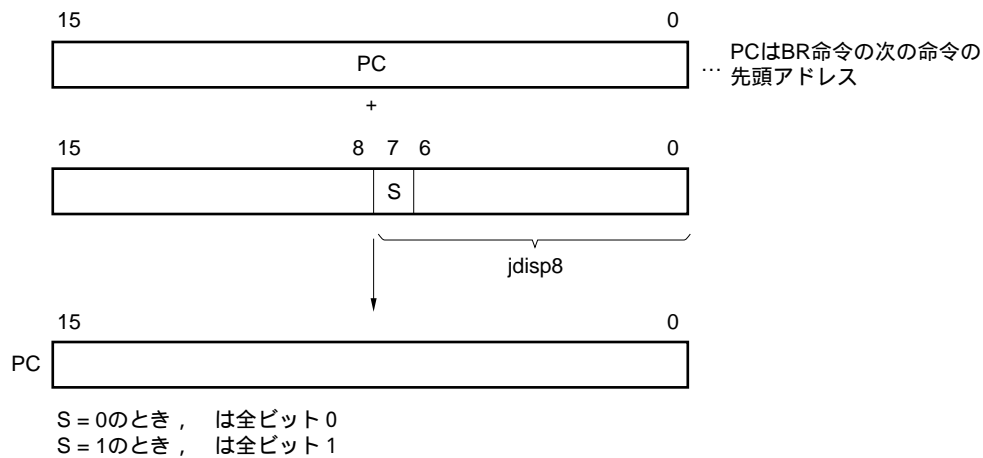 15 0
PC
… PCはBR命令の次の命令の
先頭アドレス
+
15 8 7 6 0
S
jdisp8
15 0
PC
S = 0のとき， は全ビット0
S = 1のとき， は全ビット1